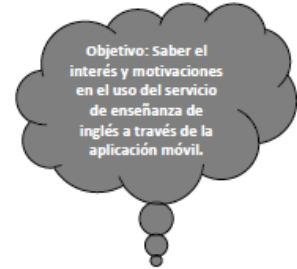 Objetivo: Saber el
interés y motivaciones
en el uso del servicio
de enseñanza de
inglés a través de la
aplicación móvil.